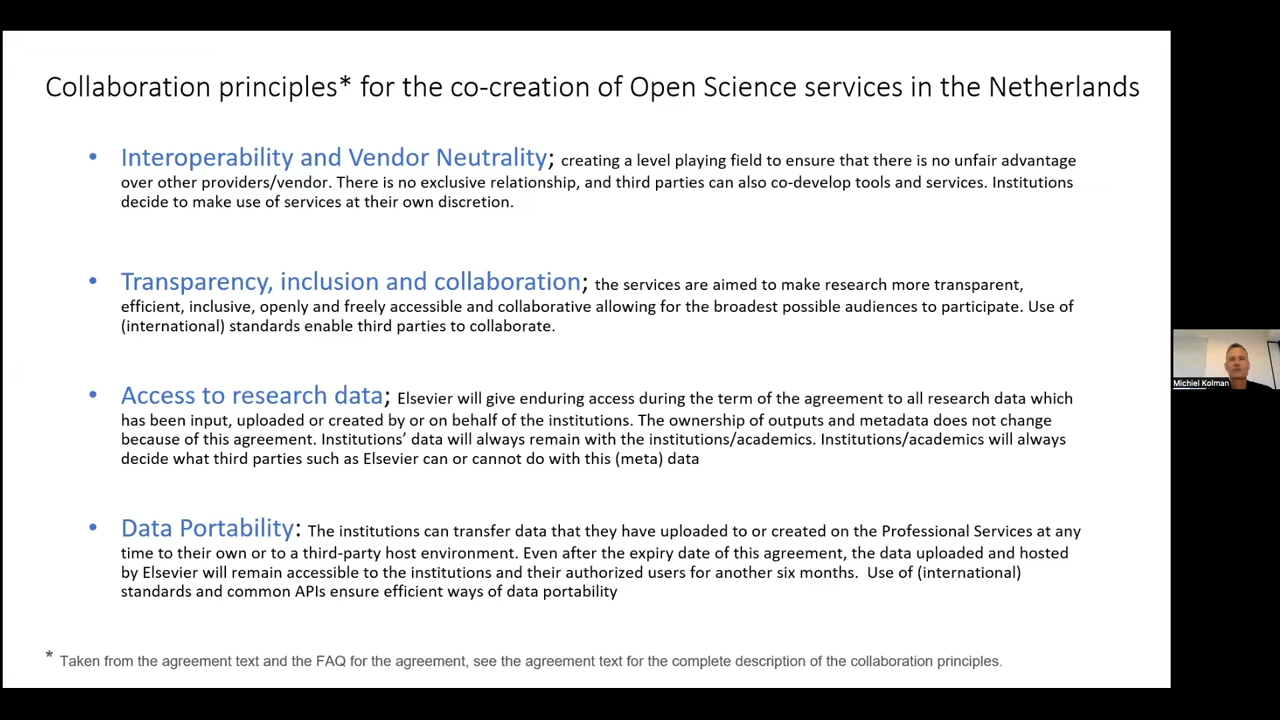 Collaboration principles* for the co-creation of Open Science services in the Netherlands
• Interoperability and Vendor Neutrality; creating a level playing field to ensure that there is no unfair advantage
over other providers/vendor. There is no exclusive relationship, and third parties can also co-develop tools and services. Institutions
decide to make use of services at their own discretion.
• Transparency, inclusion and collaboration; the services are aimed to make research more transparent,
efficient, inclusive, openly and freely accessible and collaborative allowing for the broadest possible audiences to participate. Use of
(international) standards enable third parties to collaborate.
• Access to research data; Elsevier will give enduring access during the term of the agreement to all research data which
has been input, uploaded or created by or on behalf of the institutions. The ownership of outputs and metadata does not change
because of this agreement. Institutions’ data will always remain with the institutions/academics. Institutions/academics will always
decide what third parties such as Elsevier can or cannot do with this (meta) data
Michiel Kolman
• Data Portability: The institutions can transfer data that they have uploaded to or created on the Professional Services at any
time to their own or to a third-party host environment. Even after the expiry date of this agreement, the data uploaded and hosted
by Elsevier will remain accessible to the institutions and their authorized users for another six months. Use of (international)
standards and common APIs ensure efficient ways of data portability
* Taken from the agreement text and the FAQ for the agreement, see the agreement text for the complete description of the collaboration principles.